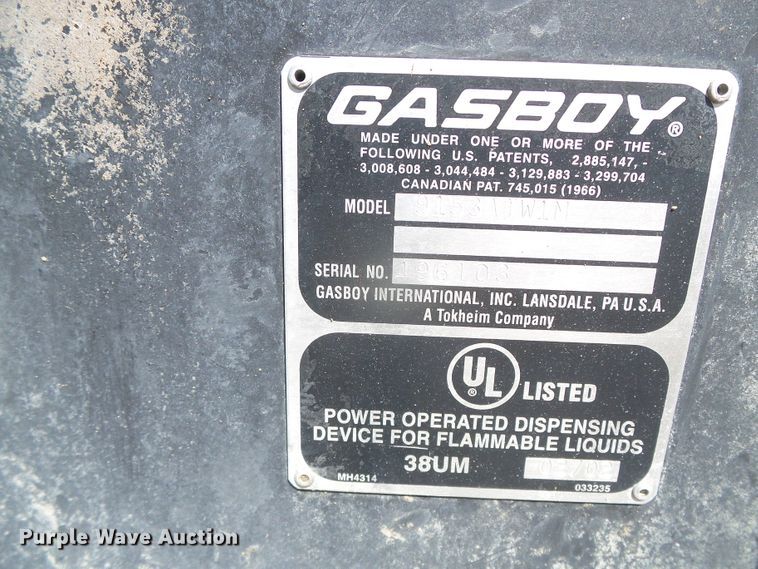 GASBOY®
MADE UNDER ONE OR MORE OF THE
FOLLOWING U.S. PATENTS, 2,885,147, -
3,008,608 - 3,044,484 - 3,129,883 - 3,299,704
CANADIAN PAT. 745,015 (1966)
MODEL
SERIAL NO. 196103
GASBOY INTERNATIONAL, INC. LANSDALE, PA U.S.A.
A Tokheim Company
UL® LISTED
POWER OPERATED DISPENSING
DEVICE FOR FLAMMABLE LIQUIDS
38UM
MH4314 033235
Purple Wave Auction